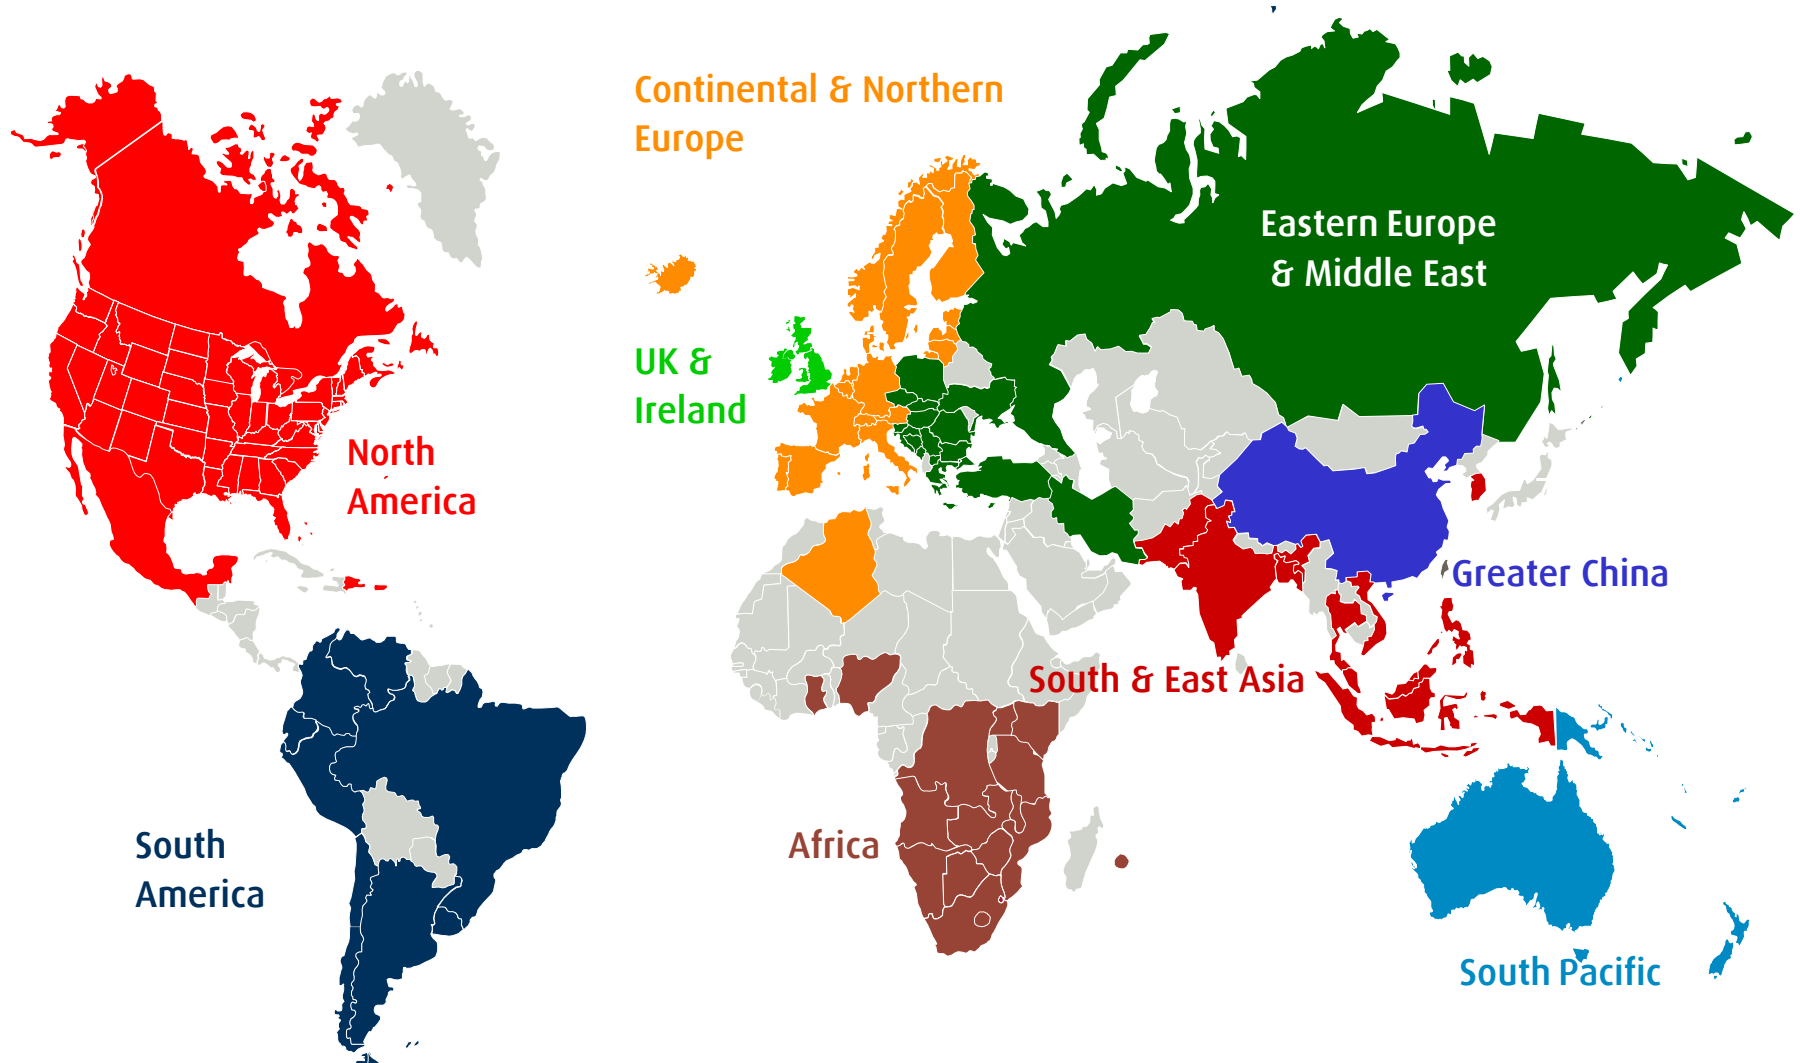 Continental & Northern
Europe
Eastern Europe
& Middle East
UK &
Ireland
North
America
Greater China
South & East Asia
Africa
South
America
South Pacific